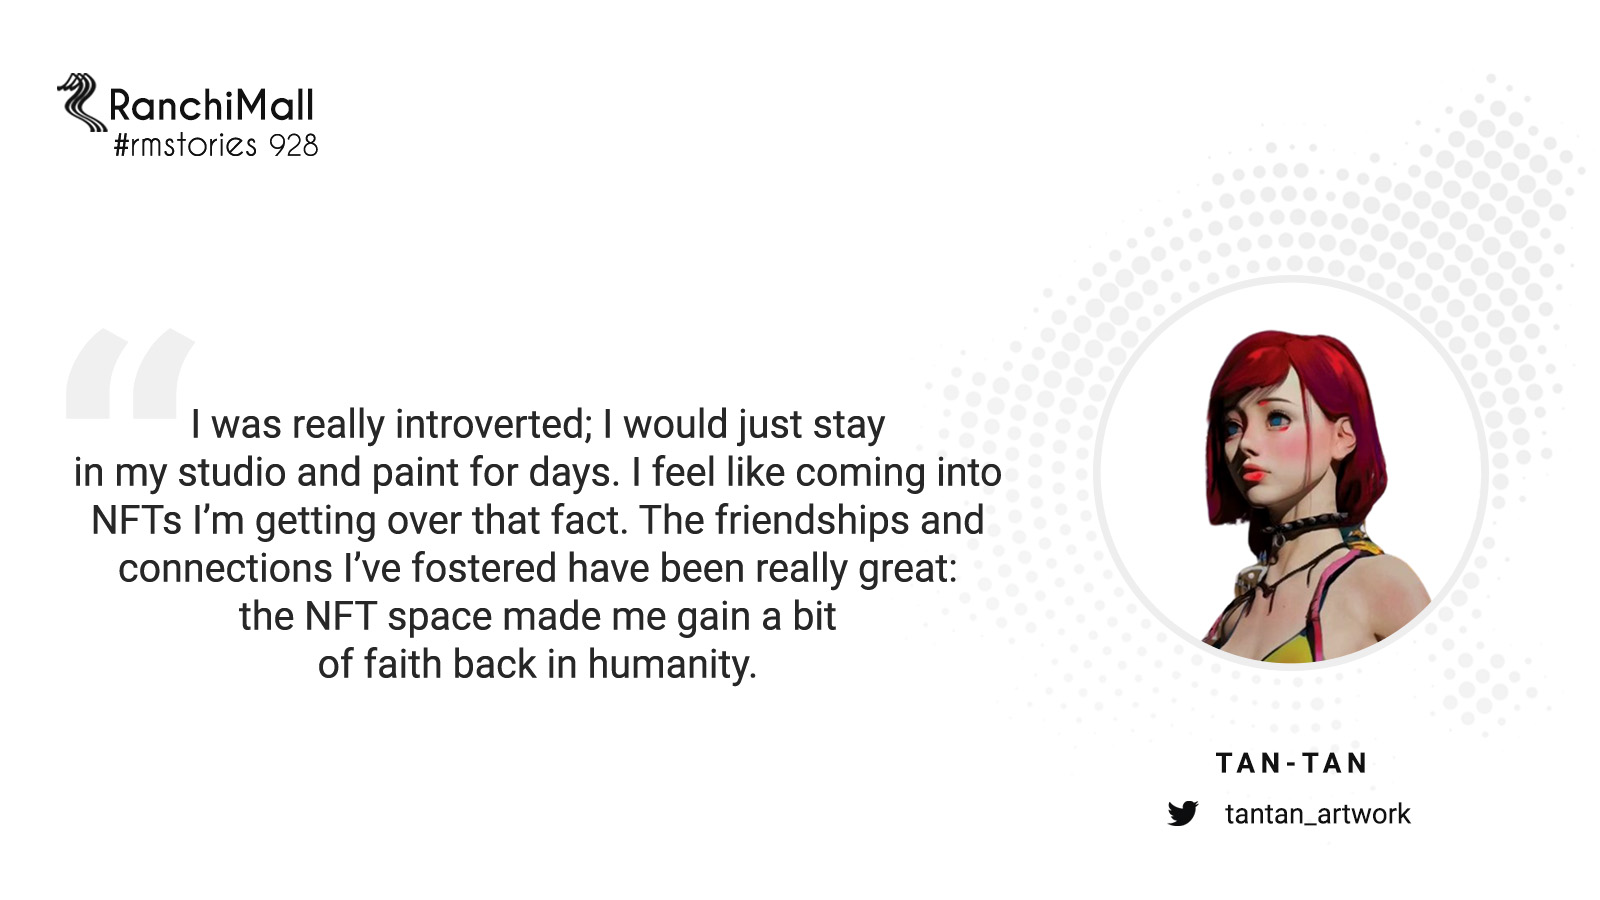 RanchiMall
#rmstories 928
“
I was really introverted; I would just stay
in my studio and paint for days. I feel like coming into
NFTs I’m getting over that fact. The friendships and
connections I’ve fostered have been really great:
the NFT space made me gain a bit
of faith back in humanity.
TAN-TAN
tantan_artwork